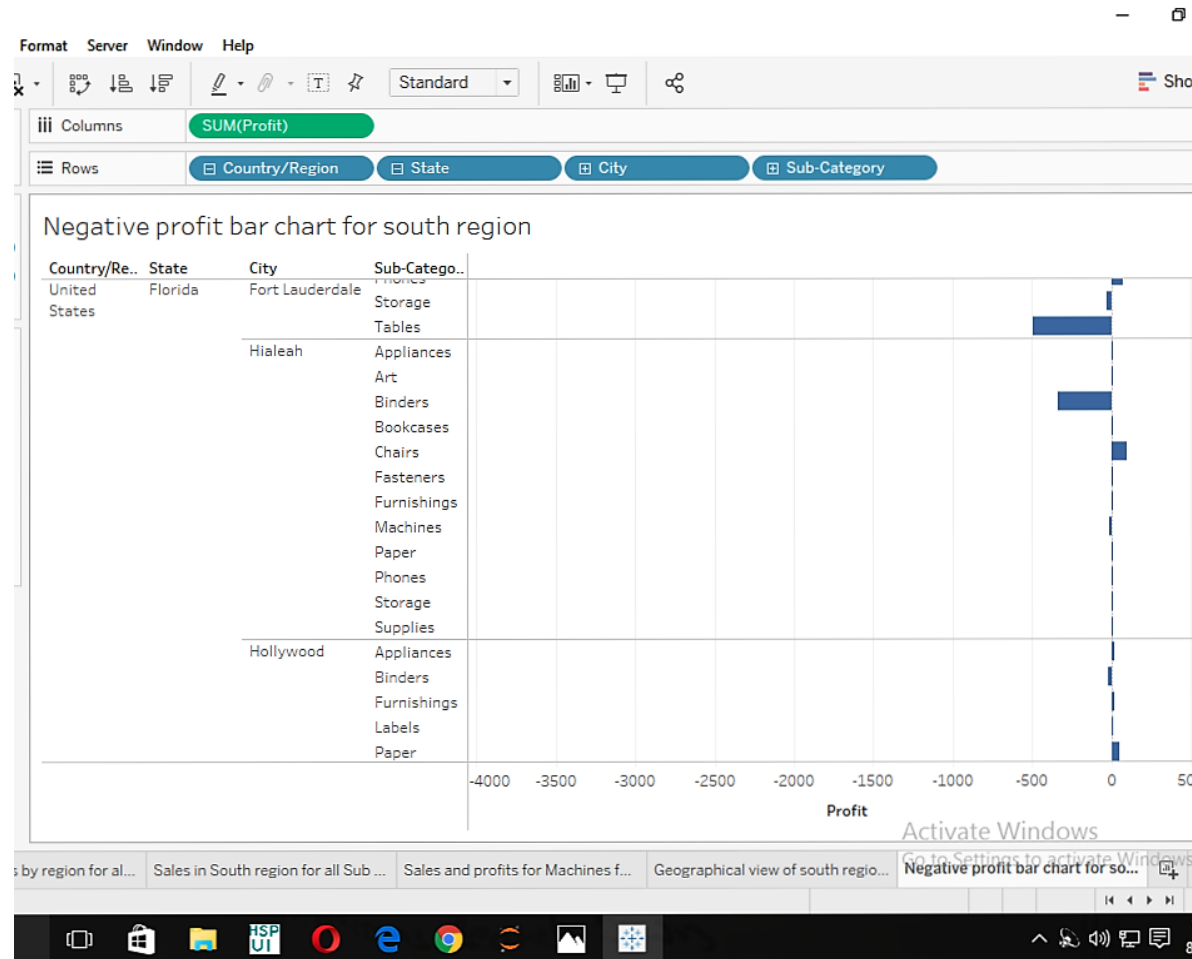 Format Server Window Help
Standard
Columns SUM(Profit)
Rows Country/Region State City Sub-Category
Negative profit bar chart for south region
Country/Re.. State City Sub-Catego..
United States Florida Fort Lauderdale Phones
Storage
Tables
Hialeah Appliances
Art
Binders
Bookcases
Chairs
Fasteners
Furnishings
Machines
Paper
Phones
Storage
Supplies
Hollywood Appliances
Binders
Furnishings
Labels
Paper
-4000 -3500 -3000 -2500 -2000 -1500 -1000 -500 0
Profit
Activate Windows
Go to Settings to activate Windows
s by region for al... Sales in South region for all Sub ... Sales and profits for Machines f... Geographical view of south regio... Negative profit bar chart for so...
HSP
UI